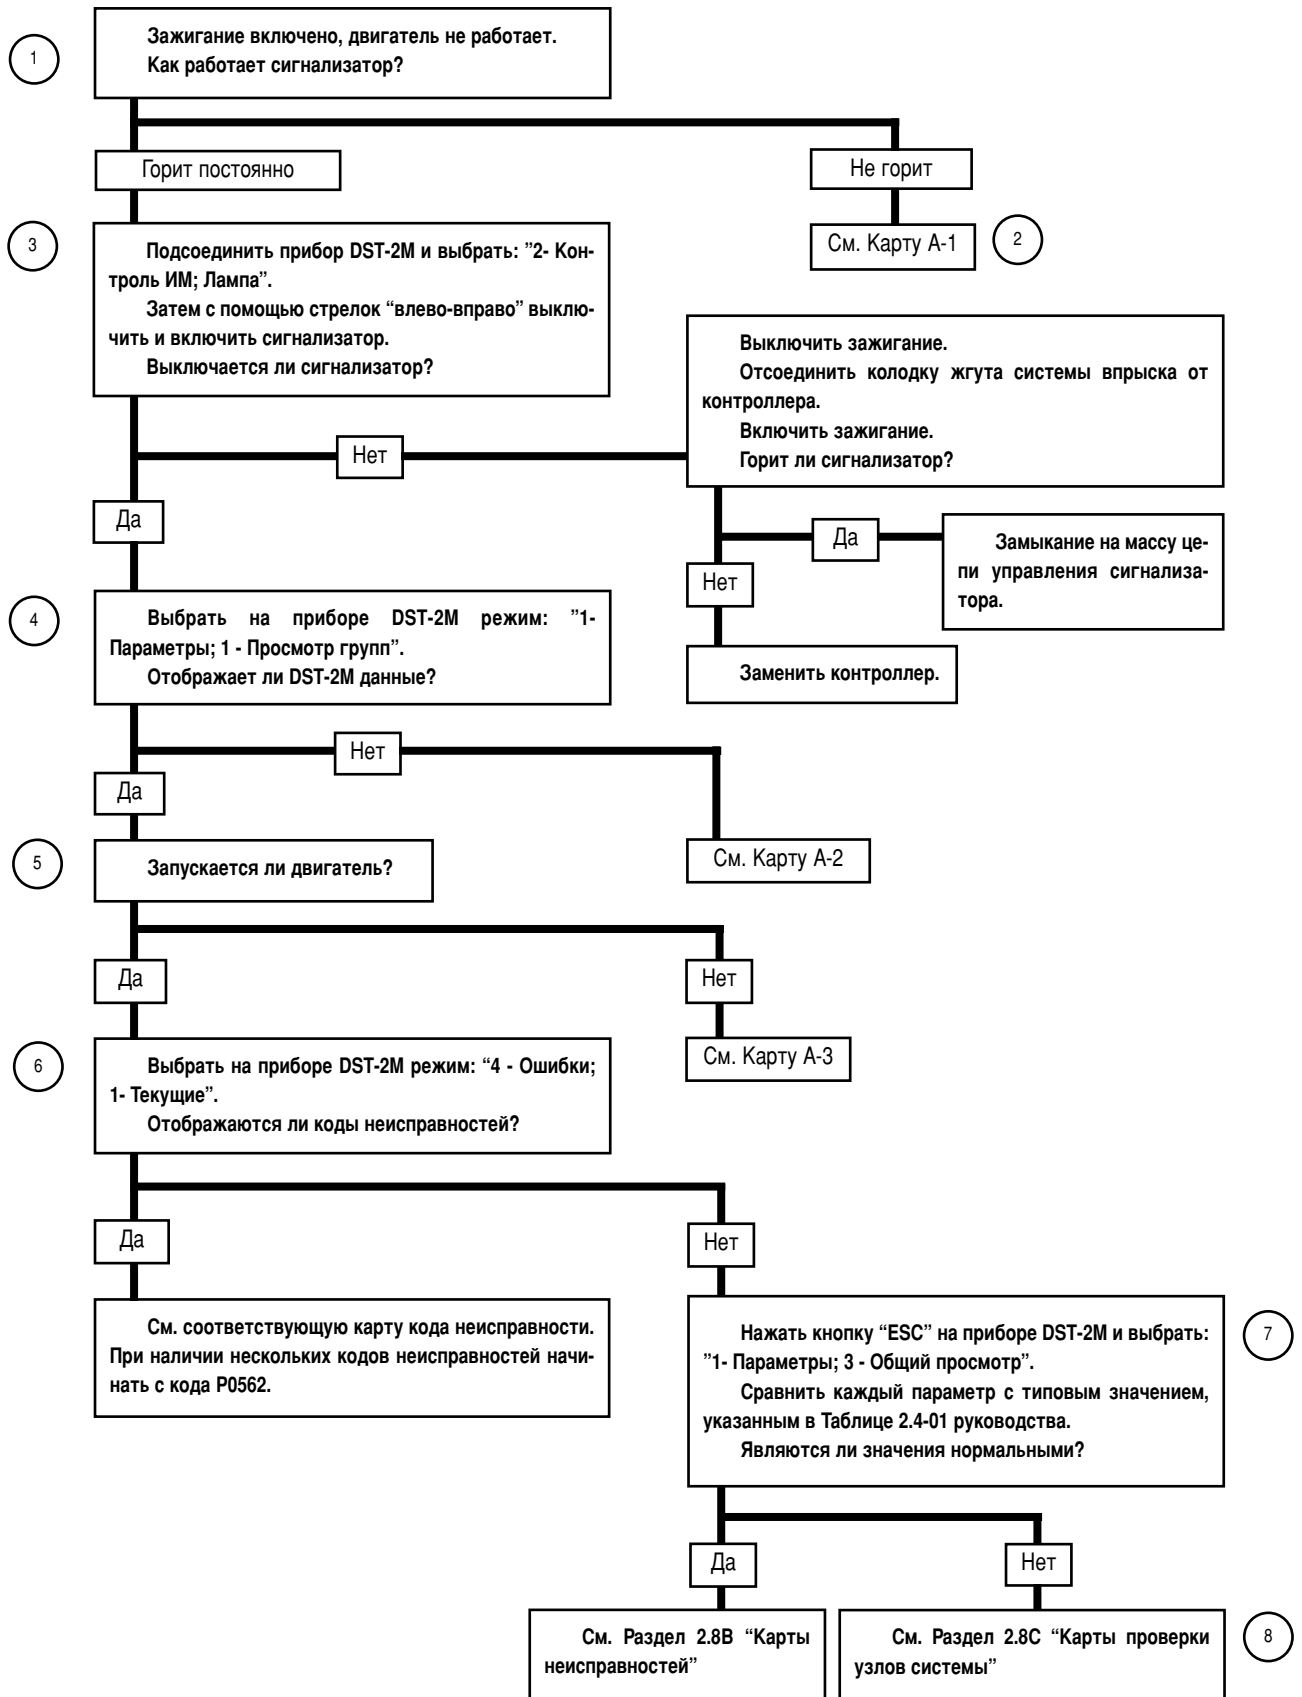 1
Зажигание включено, двигатель не работает.
Как работает сигнализатор?
Горит постоянно
Не горит
См. Карту А-1
2
3
Подсоединить прибор DST-2M и выбрать: ”2- Кон-
троль ИМ; Лампа”.
Затем с помощью стрелок “влево-вправо” выклю-
чить и включить сигнализатор.
Выключается ли сигнализатор?
Выключить зажигание.
Отсоединить колодку жгута системы впрыска от
контроллера.
Включить зажигание.
Горит ли сигнализатор?
Нет
Да
Да
Замыкание на массу це-
пи управления сигнализа-
тора.
Нет
Заменить контроллер.
4
Выбрать на приборе DST-2M режим: ”1-
Параметры; 1 - Просмотр групп”.
Отображает ли DST-2M данные?
Нет
Да
См. Карту А-2
5
Запускается ли двигатель?
Да
Нет
См. Карту А-3
6
Выбрать на приборе DST-2M режим: “4 - Ошибки;
1- Текущие”.
Отображаются ли коды неисправностей?
Да
Нет
См. соответствующую карту кода неисправности.
При наличии нескольких кодов неисправностей начи-
нать с кода P0562.
7
Нажать кнопку “ESC” на приборе DST-2M и выбрать:
”1- Параметры; 3 - Общий просмотр”.
Сравнить каждый параметр с типовым значением,
указанным в Таблице 2.4-01 руководства.
Являются ли значения нормальными?
Да
Нет
См. Раздел 2.8В “Карты
неисправностей”
См. Раздел 2.8С “Карты проверки
узлов системы”
8